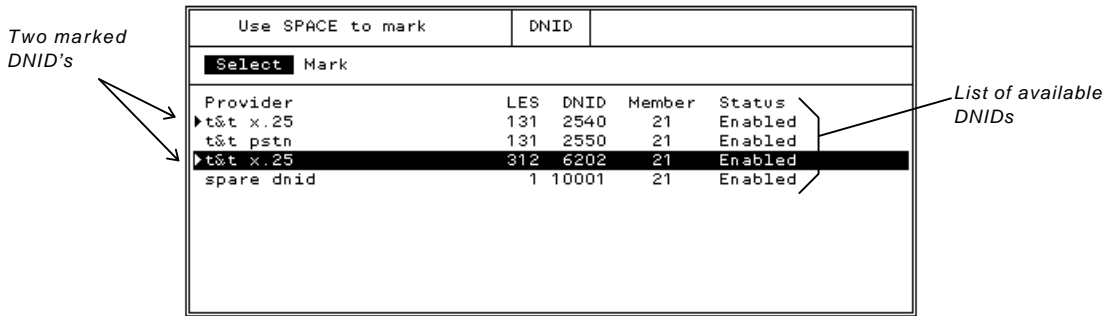 Two marked
DNID's
Use SPACE to mark DNID
Select Mark
Provider LES DNID Member Status
t&t x.25 131 2540 21 Enabled
t&t pstn 131 2550 21 Enabled
t&t x.25 312 6202 21 Enabled
spare dnid 1 10001 21 Enabled
List of available
DNIDs